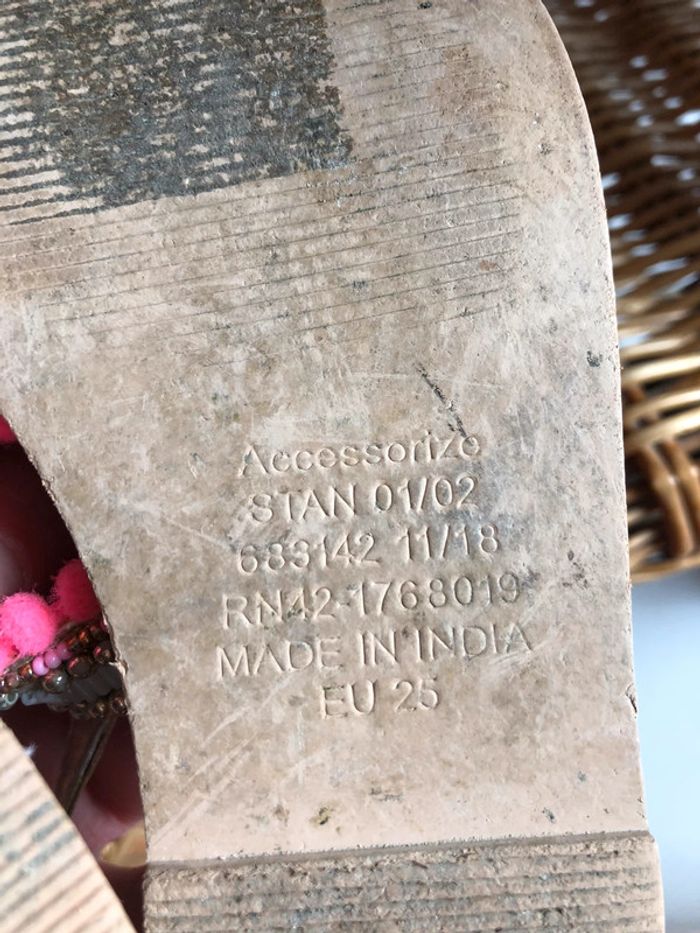 Accessorize
STAN 01/02
683142 11/18
RN42-1768019
MADE IN INDIA
EU 25